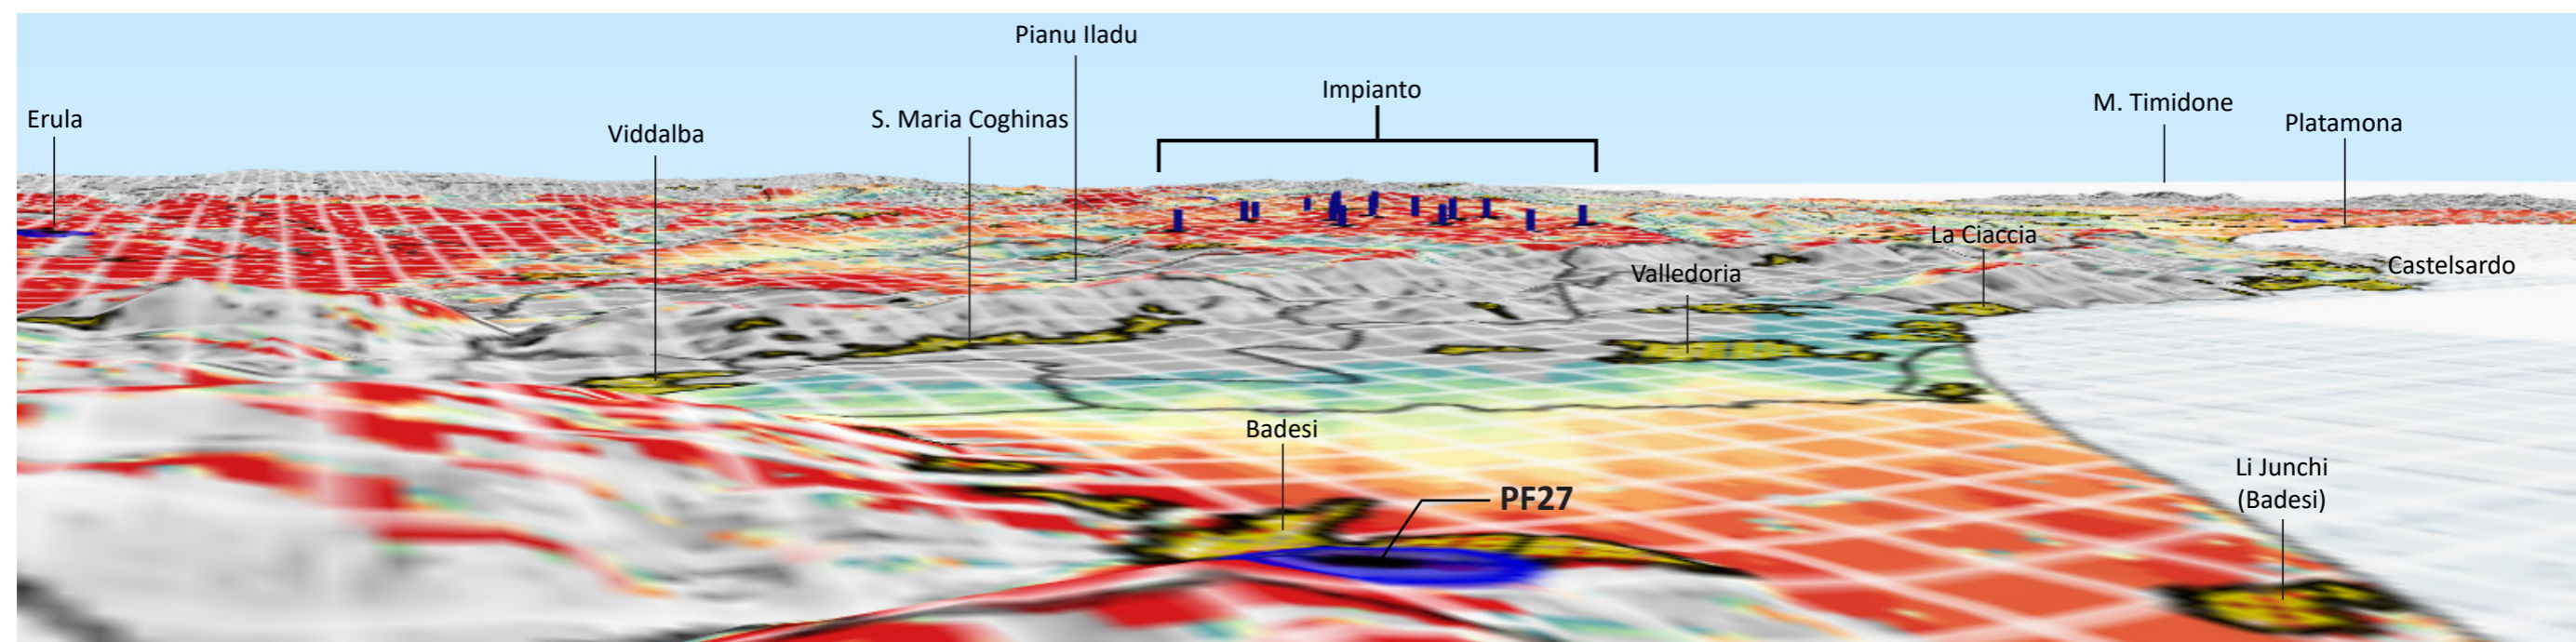 Pianu Iladu
Impianto
M. Timidone
Erula
S. Maria Coghinas
Platamona
Viddalba
La Ciaccia
Castelsardo
Valledoria
Badesi
Li Junchi
(Badesi)
PF27